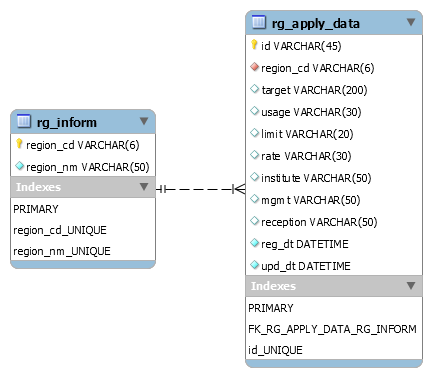 rg_inform
region_cd VARCHAR(6)
region_nm VARCHAR(50)
Indexes
PRIMARY
region_cd_UNIQUE
region_nm_UNIQUE
rg_apply_data
id VARCHAR(45)
region_cd VARCHAR(6)
target VARCHAR(200)
usage VARCHAR(30)
limit VARCHAR(20)
rate VARCHAR(30)
institute VARCHAR(50)
mgmt VARCHAR(50)
reception VARCHAR(50)
reg_dt DATETIME
upd_dt DATETIME
Indexes
PRIMARY
FK_RG_APPLY_DATA_RG_INFORM
id_UNIQUE